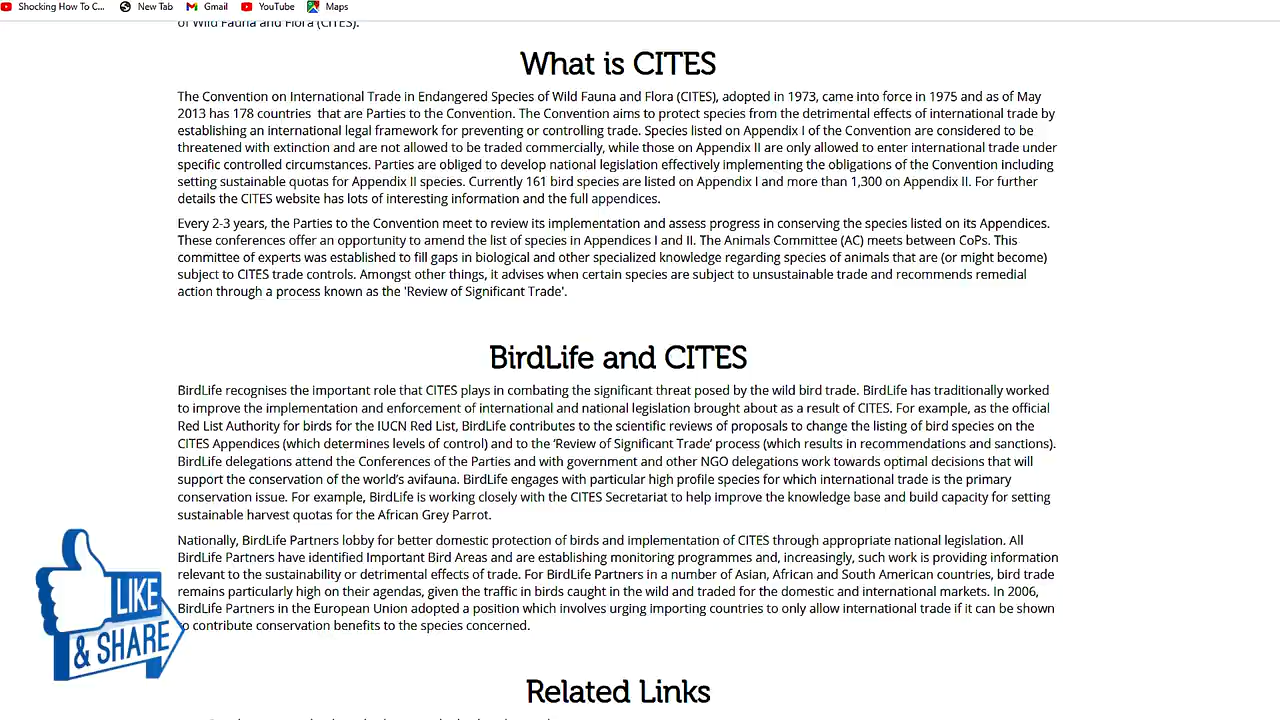 Shocking How To C...
New Tab
Gmail
YouTube
Maps
of Wild Fauna and Flora (CITES).
What is CITES
The Convention on International Trade in Endangered Species of Wild Fauna and Flora (CITES), adopted in 1973, came into force in 1975 and as of May
2013 has 178 countries that are Parties to the Convention. The Convention aims to protect species from the detrimental effects of international trade by
establishing an international legal framework for preventing or controlling trade. Species listed on Appendix I of the Convention are considered to be
threatened with extinction and are not allowed to be traded commercially, while those on Appendix II are only allowed to enter international trade under
specific controlled circumstances. Parties are obliged to develop national legislation effectively implementing the obligations of the Convention including
setting sustainable quotas for Appendix II species. Currently 161 bird species are listed on Appendix I and more than 1,300 on Appendix II. For further
details the CITES website has lots of interesting information and the full appendices.
Every 2-3 years, the Parties to the Convention meet to review its implementation and assess progress in conserving the species listed on its Appendices.
These conferences offer an opportunity to amend the list of species in Appendices I and II. The Animals Committee (AC) meets between CoPs. This
committee of experts was established to fill gaps in biological and other specialized knowledge regarding species of animals that are (or might become)
subject to CITES trade controls. Amongst other things, it advises when certain species are subject to unsustainable trade and recommends remedial
action through a process known as the 'Review of Significant Trade'.
BirdLife and CITES
BirdLife recognises the important role that CITES plays in combating the significant threat posed by the wild bird trade. BirdLife has traditionally worked
to improve the implementation and enforcement of international and national legislation brought about as a result of CITES. For example, as the official
Red List Authority for birds for the IUCN Red List, BirdLife contributes to the scientific reviews of proposals to change the listing of bird species on the
CITES Appendices (which determines levels of control) and to the ‘Review of Significant Trade’ process (which results in recommendations and sanctions).
BirdLife delegations attend the Conferences of the Parties and with government and other NGO delegations work towards optimal decisions that will
support the conservation of the world’s avifauna. BirdLife engages with particular high profile species for which international trade is the primary
conservation issue. For example, BirdLife is working closely with the CITES Secretariat to help improve the knowledge base and build capacity for setting
sustainable harvest quotas for the African Grey Parrot.
Nationally, BirdLife Partners lobby for better domestic protection of birds and implementation of CITES through appropriate national legislation. All
BirdLife Partners have identified Important Bird Areas and are establishing monitoring programmes and, increasingly, such work is providing information
relevant to the sustainability or detrimental effects of trade. For BirdLife Partners in a number of Asian, African and South American countries, bird trade
remains particularly high on their agendas, given the traffic in birds caught in the wild and traded for the domestic and international markets. In 2006,
BirdLife Partners in the European Union adopted a position which involves urging importing countries to only allow international trade if it can be shown
to contribute conservation benefits to the species concerned.
LIKE
& SHARE
Related Links